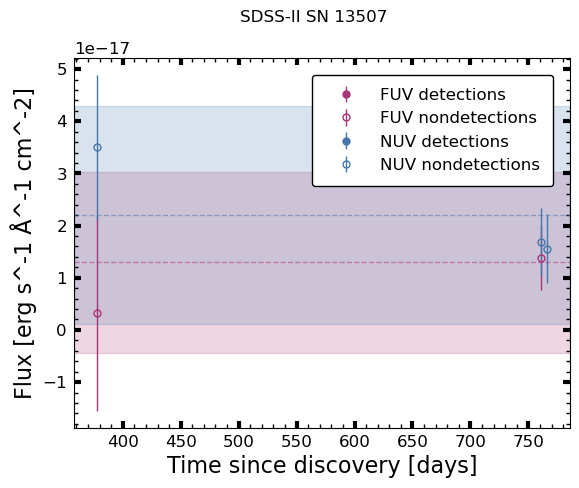 SDSS-II SN 13507
1e−17
5
4
3
2
1
0
−1
Flux [erg s^-1 Å^-1 cm^-2]
FUV detections
FUV nondetections
NUV detections
NUV nondetections
400 450 500 550 600 650 700 750
Time since discovery [days]